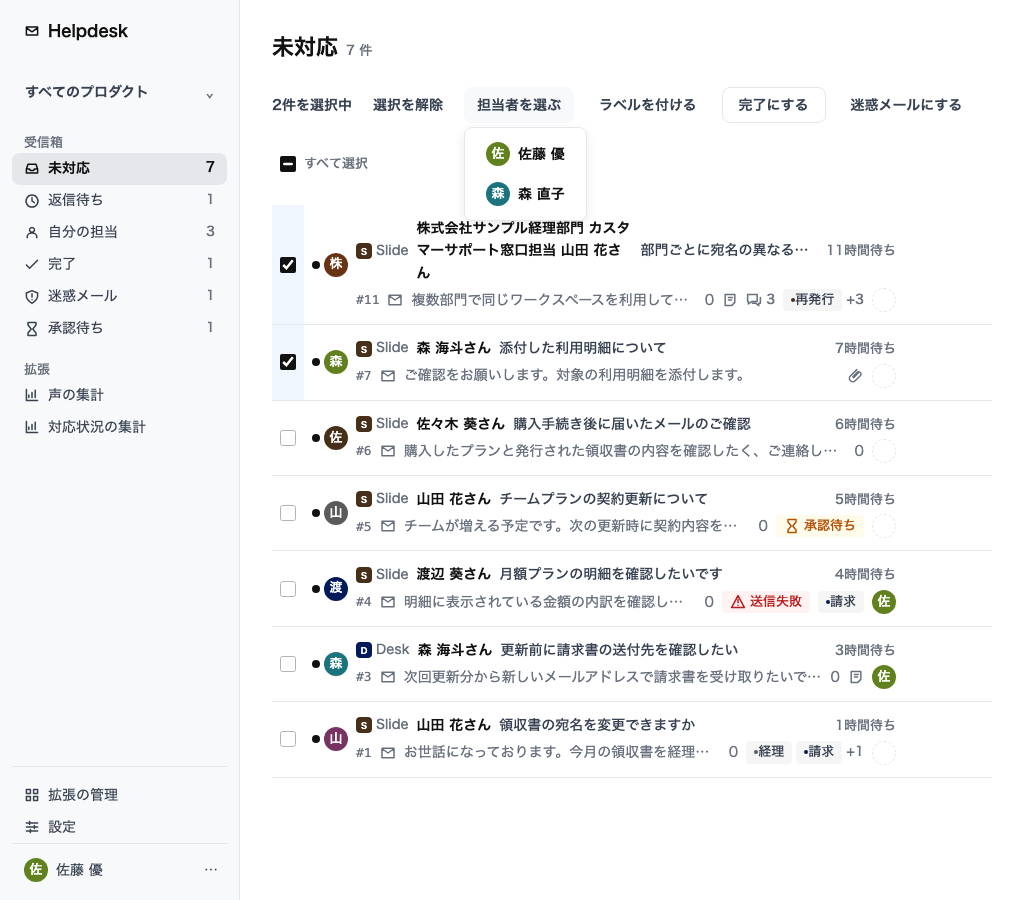 Helpdesk
すべてのプロダクト
受信箱
未対応 7
返信待ち 1
自分の担当 3
完了 1
迷惑メール 1
承認待ち 1
拡張
声の集計
対応状況の集計
拡張の管理
設定
佐 佐藤 優 …
未対応 7 件
2件を選択中 選択を解除 担当者を選ぶ ラベルを付ける 完了にする 迷惑メールにする
佐 佐藤 優
森 森 直子
すべて選択
株 S Slide 株式会社サンプル経理部門 カスタマーサポート窓口担当 山田 花さん 部門ごとに宛名の異なる… 11時間待ち
#11 複数部門で同じワークスペースを利用して… 0 3 •再発行 +3
森 S Slide 森 海斗さん 添付した利用明細について 7時間待ち
#7 ご確認をお願いします。対象の利用明細を添付します。
佐 S Slide 佐々木 葵さん 購入手続き後に届いたメールのご確認 6時間待ち
#6 購入したプランと発行された領収書の内容を確認したく、ご連絡し… 0
山 S Slide 山田 花さん チームプランの契約更新について 5時間待ち
#5 チームが増える予定です。次の更新時に契約内容を… 0 承認待ち
渡 S Slide 渡辺 葵さん 月額プランの明細を確認したいです 4時間待ち
#4 明細に表示されている金額の内訳を確認し… 0 送信失敗 •請求 佐
森 D Desk 森 海斗さん 更新前に請求書の送付先を確認したい 3時間待ち
#3 次回更新分から新しいメールアドレスで請求書を受け取りたいで… 0 佐
山 S Slide 山田 花さん 領収書の宛名を変更できますか 1時間待ち
#1 お世話になっております。今月の領収書を経理… 0 •経理 •請求 +1